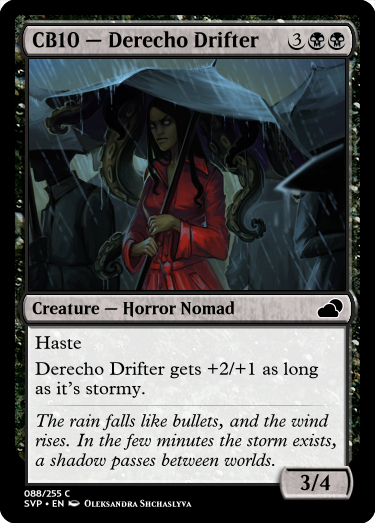 CB10 — Derecho Drifter 3
Creature — Horror Nomad
Haste
Derecho Drifter gets +2/+1 as long
as it's stormy.
The rain falls like bullets, and the wind
rises. In the few minutes the storm exists,
a shadow passes between worlds.
3/4
088/255 C
SVP • EN Oleksandra Shchaslyva